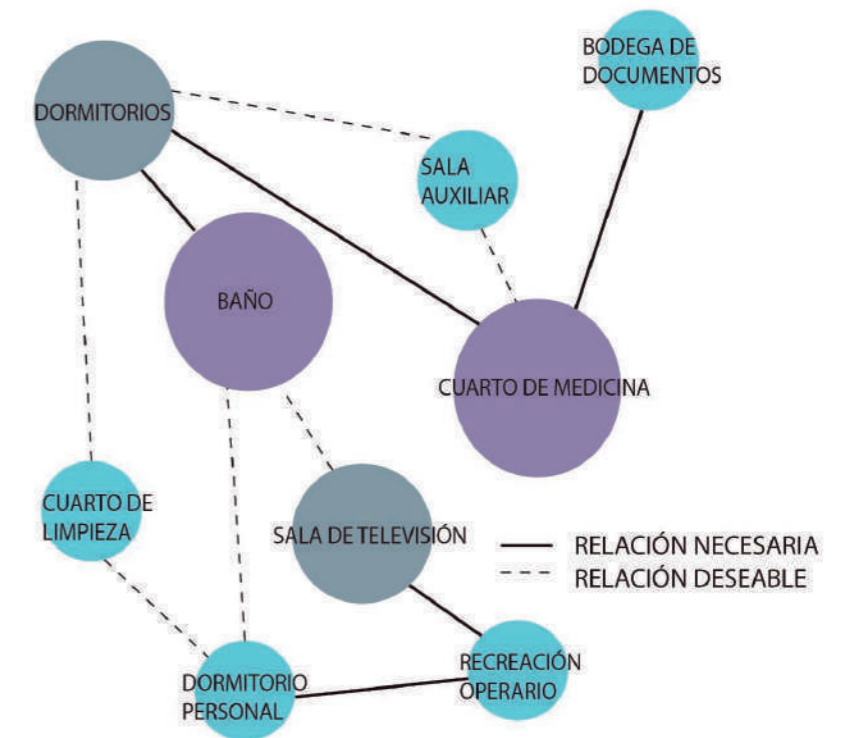 BODEGA DE
DOCUMENTOS
DORMITORIOS
SALA
AUXILIAR
BAÑO
CUARTO DE MEDICINA
CUARTO DE
LIMPIEZA
SALA DE TELEVISIÓN
RELACIÓN NECESARIA
RELACIÓN DESEABLE
RECREACIÓN
OPERARIO
DORMITORIO
PERSONAL